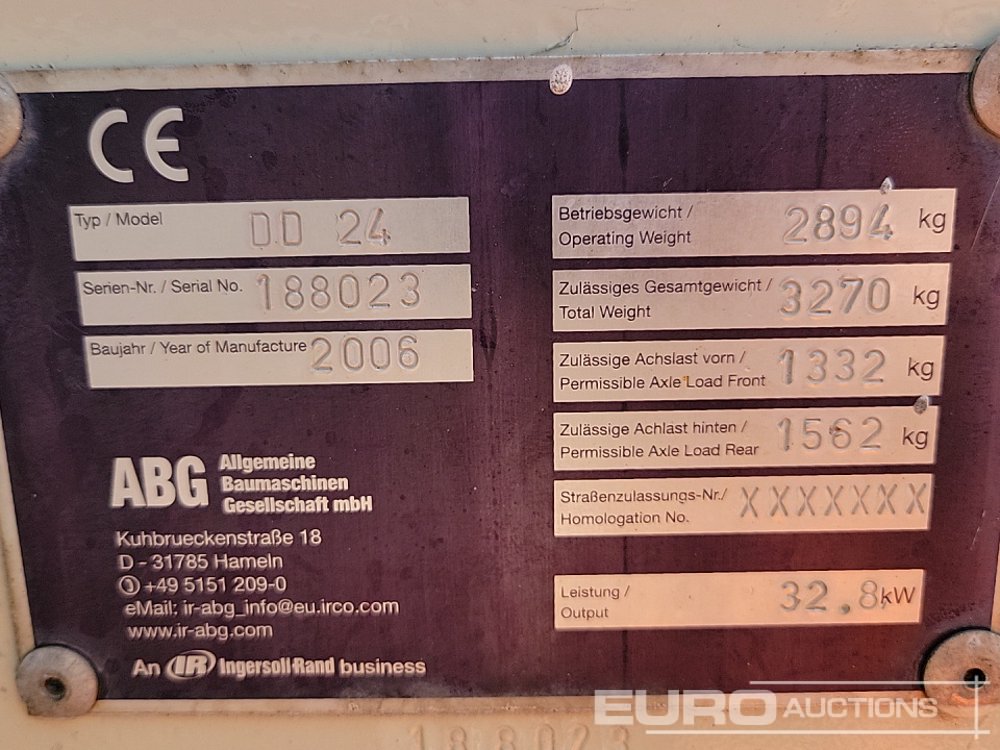 CE
Typ / Model DD 24
Serien-Nr. / Serial No. 188023
Baujahr / Year of Manufacture 2006
ABG Allgemeine
Baumaschinen
Gesellschaft mbH
Kuhbrueckenstraße 18
D - 31785 Hameln
+49 5151 209-0
eMail: ir-abg_info@eu.irco.com
www.ir-abg.com
An IR Ingersoll-Rand business
Betriebsgewicht /
Operating Weight 2894 kg
Zulässiges Gesamtgewicht /
Total Weight 3270 kg
Zulässige Achslast vorn /
Permissible Axle Load Front 1332 kg
Zulässige Achlast hinten /
Permissible Axle Load Rear 1562 kg
Straßenzulassungs-Nr./
Homologation No. XXXXXXX
Leistung /
Output 32.8 kW
188023
EURO AUCTIONS